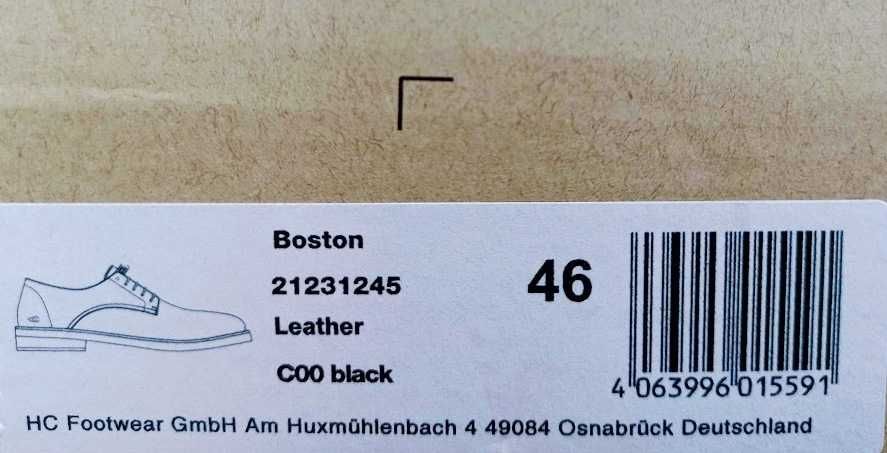 Boston
21231245
Leather
C00 black
46
4 063996 015591
HC Footwear GmbH Am Huxmühlenbach 4 49084 Osnabrück Deutschland